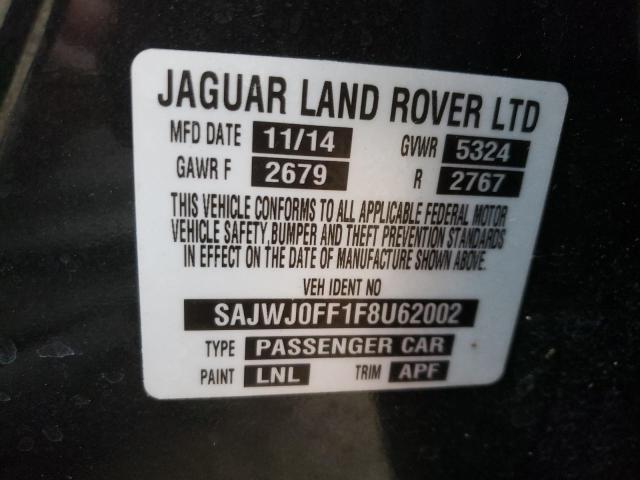 JAGUAR LAND ROVER LTD
MFD DATE 11/14 GVWR 5324
GAWR F 2679 R 2767
THIS VEHICLE CONFORMS TO ALL APPLICABLE FEDERAL MOTOR
VEHICLE SAFETY,BUMPER AND THEFT PREVENTION STANDARDS
IN EFFECT ON THE DATE OF MANUFACTURE SHOWN ABOVE.
VEH IDENT NO
SAJWJ0FF1F8U62002
TYPE PASSENGER CAR
PAINT LNL TRIM APF